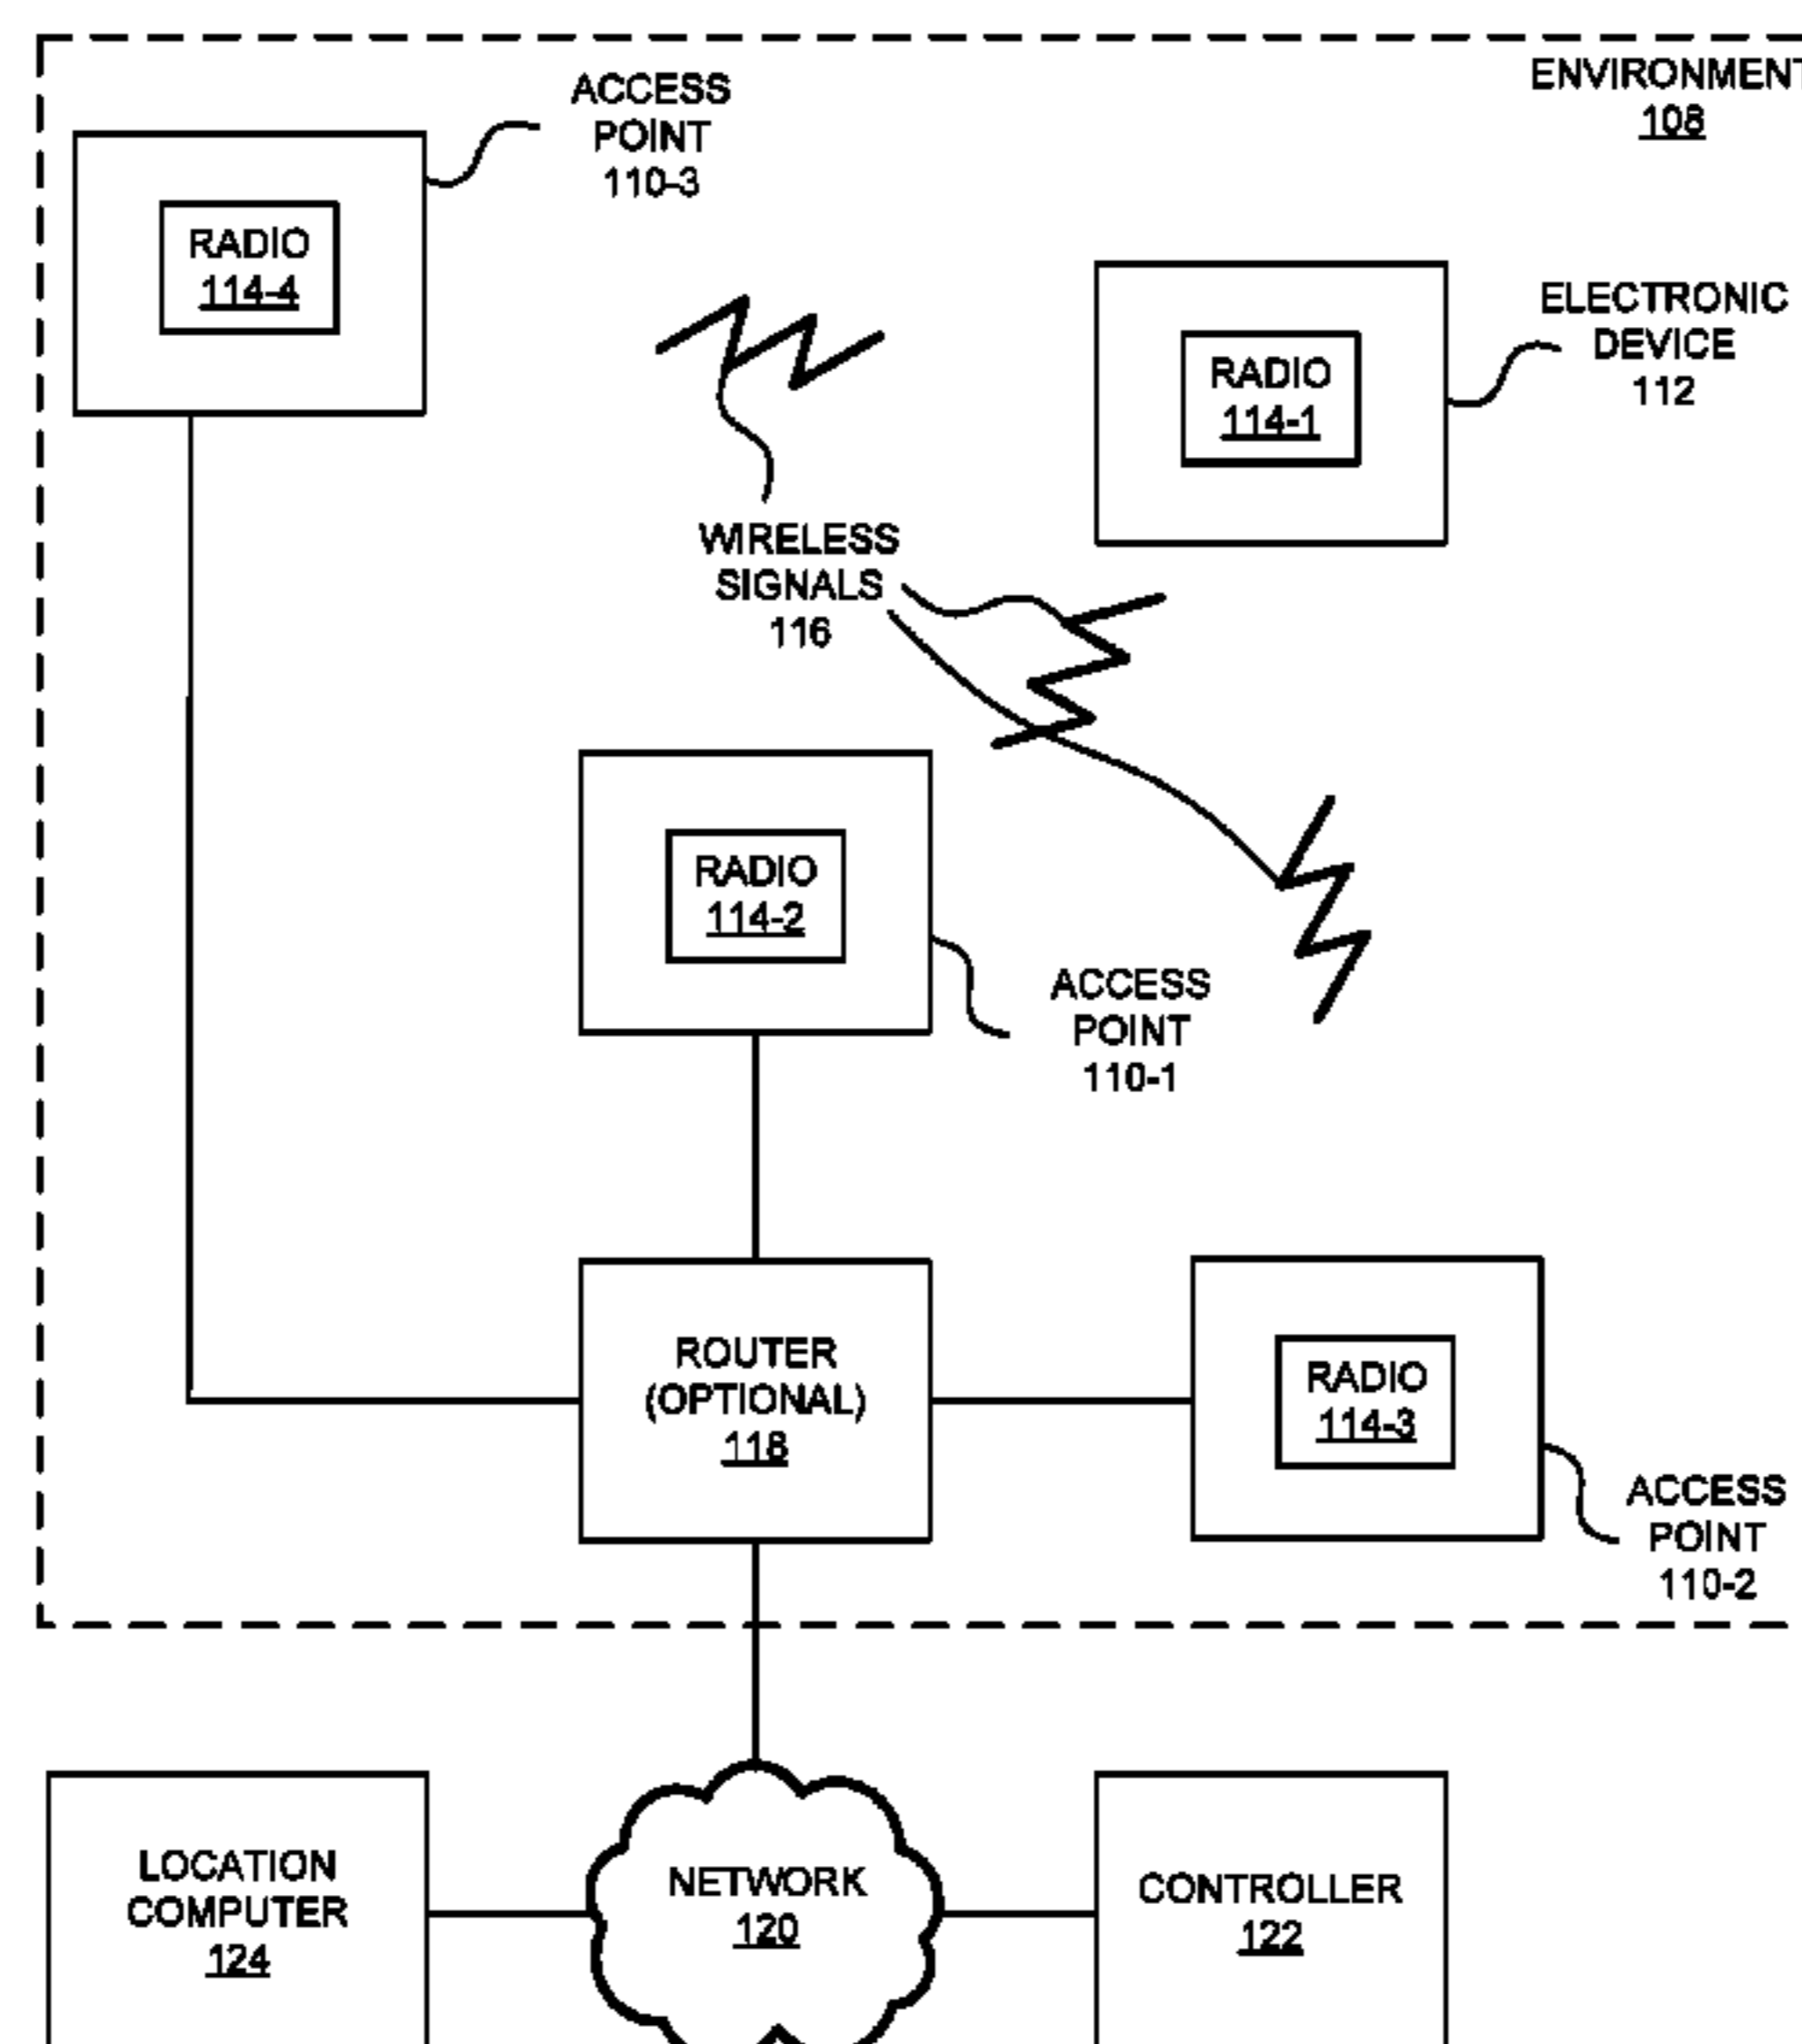 ENVIRONMENT
108
ACCESS
POINT
110-3
RADIO
114-4
ELECTRONIC
DEVICE
112
RADIO
114-1
WIRELESS
SIGNALS
116
RADIO
114-2
ACCESS
POINT
110-1
ROUTER
(OPTIONAL)
118
RADIO
114-3
ACCESS
POINT
110-2
LOCATION
COMPUTER
124
NETWORK
120
CONTROLLER
122